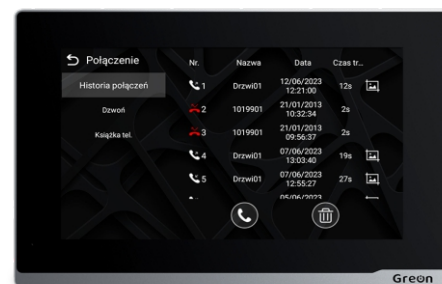 Połączenie
Nr. Nazwa Data Czas tr...
Historia połączeń
Dzwoń
Książka tel.
1 Drzwi01 12/06/2023 12:21:00 12s
2 1019901 21/01/2013 10:32:34 2s
3 1019901 21/01/2013 09:56:37 2s
4 Drzwi01 07/06/2023 13:03:40 19s
5 Drzwi01 07/06/2023 12:55:27 27s
05/06/2023
Greon